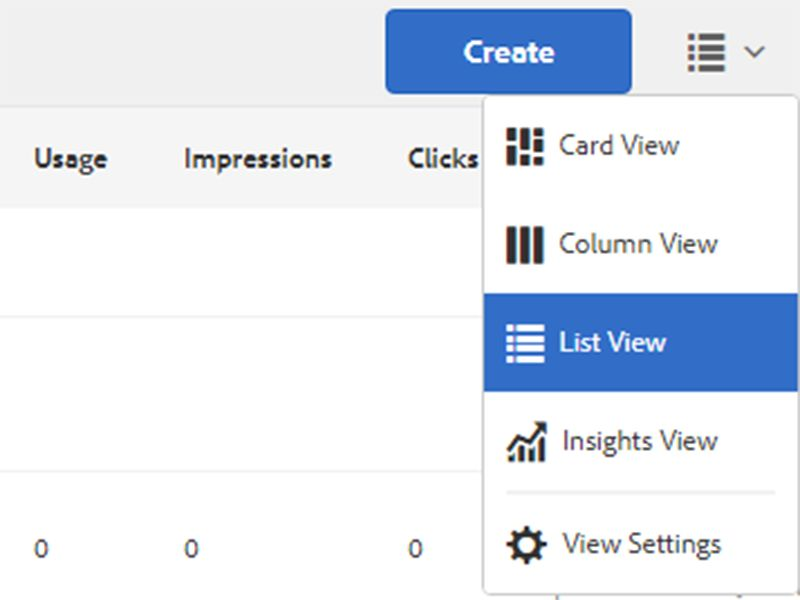 Create
Usage Impressions Clicks
Card View
Column View
List View
Insights View
View Settings
0 0 0